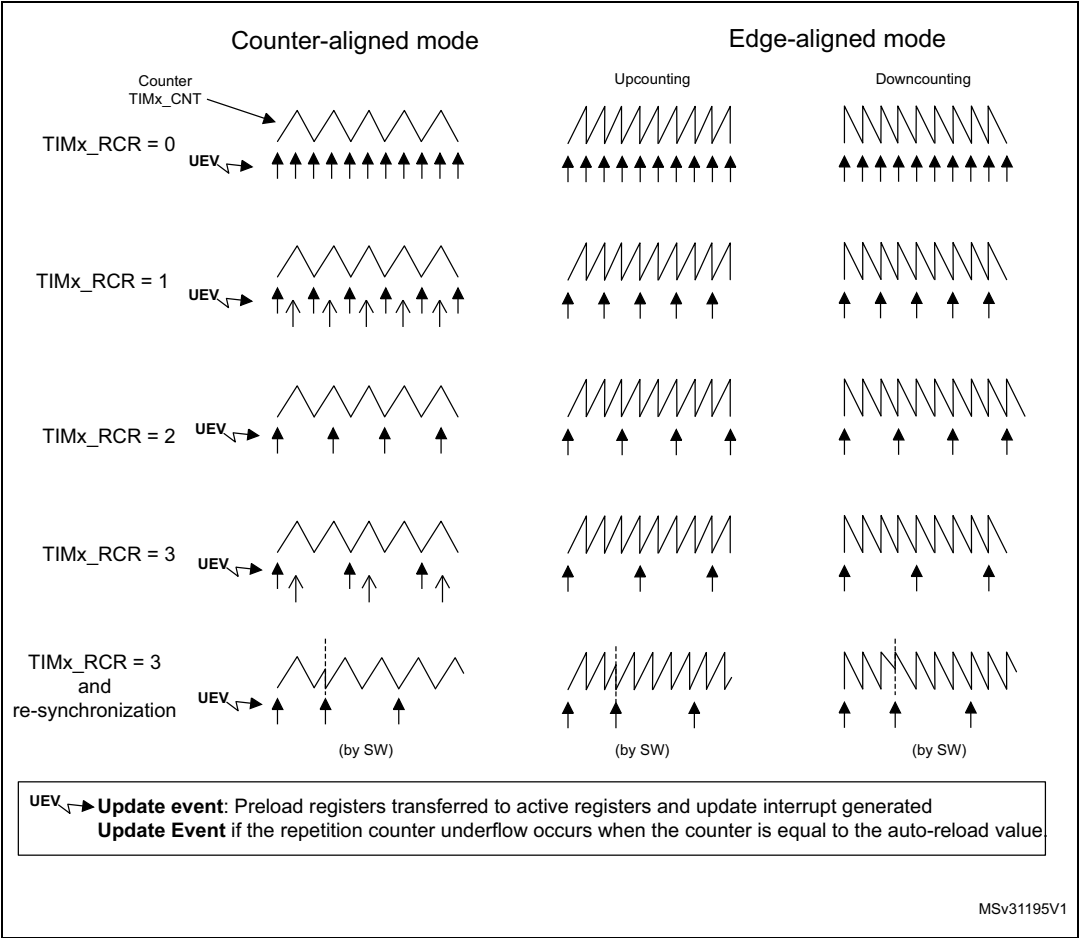 Counter-aligned mode
Edge-aligned mode
Upcounting
Downcounting
Counter
TIMx_CNT
TIMx_RCR = 0
UEV
TIMx_RCR = 1
UEV
TIMx_RCR = 2
UEV
TIMx_RCR = 3
UEV
TIMx_RCR = 3
and
re-synchronization
UEV
(by SW)
(by SW)
(by SW)
UEV Update event: Preload registers transferred to active registers and update interrupt generated
Update Event if the repetition counter underflow occurs when the counter is equal to the auto-reload value.
MSv31195V1